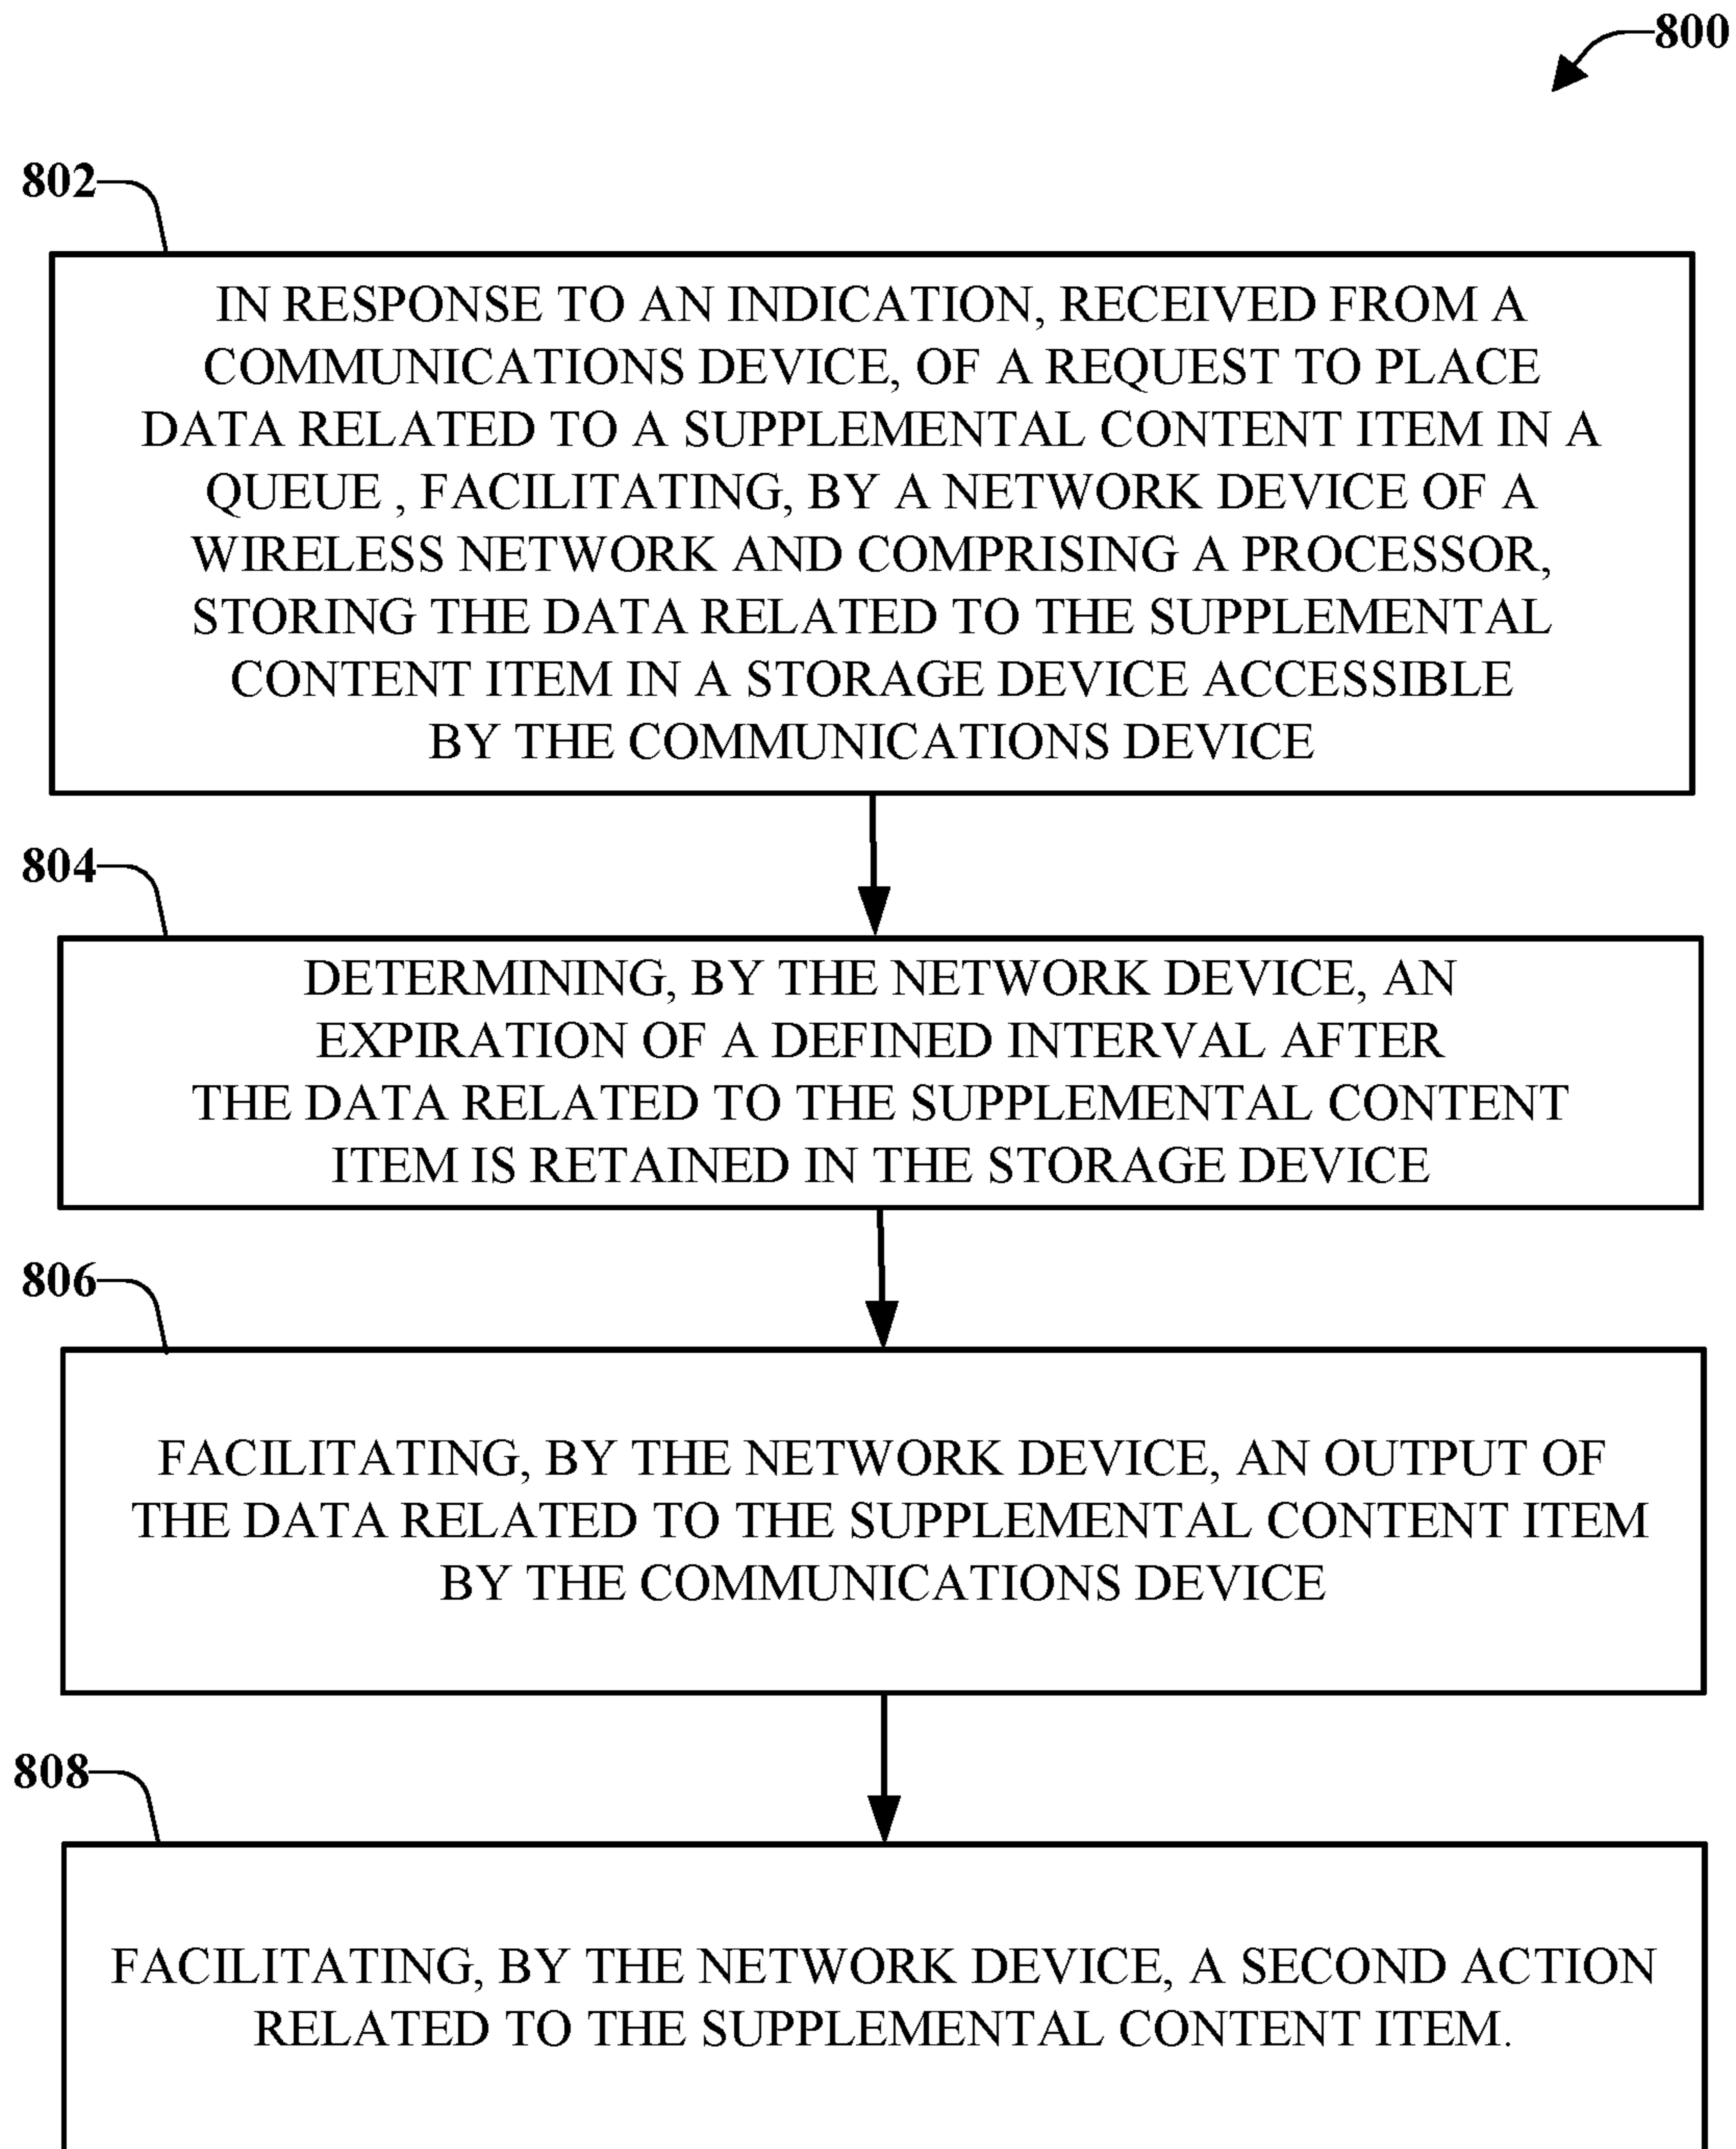 800
802
IN RESPONSE TO AN INDICATION, RECEIVED FROM A
COMMUNICATIONS DEVICE, OF A REQUEST TO PLACE
DATA RELATED TO A SUPPLEMENTAL CONTENT ITEM IN A
QUEUE , FACILITATING, BY A NETWORK DEVICE OF A
WIRELESS NETWORK AND COMPRISING A PROCESSOR,
STORING THE DATA RELATED TO THE SUPPLEMENTAL
CONTENT ITEM IN A STORAGE DEVICE ACCESSIBLE
BY THE COMMUNICATIONS DEVICE
804
DETERMINING, BY THE NETWORK DEVICE, AN
EXPIRATION OF A DEFINED INTERVAL AFTER
THE DATA RELATED TO THE SUPPLEMENTAL CONTENT
ITEM IS RETAINED IN THE STORAGE DEVICE
806
FACILITATING, BY THE NETWORK DEVICE, AN OUTPUT OF
THE DATA RELATED TO THE SUPPLEMENTAL CONTENT ITEM
BY THE COMMUNICATIONS DEVICE
808
FACILITATING, BY THE NETWORK DEVICE, A SECOND ACTION
RELATED TO THE SUPPLEMENTAL CONTENT ITEM.